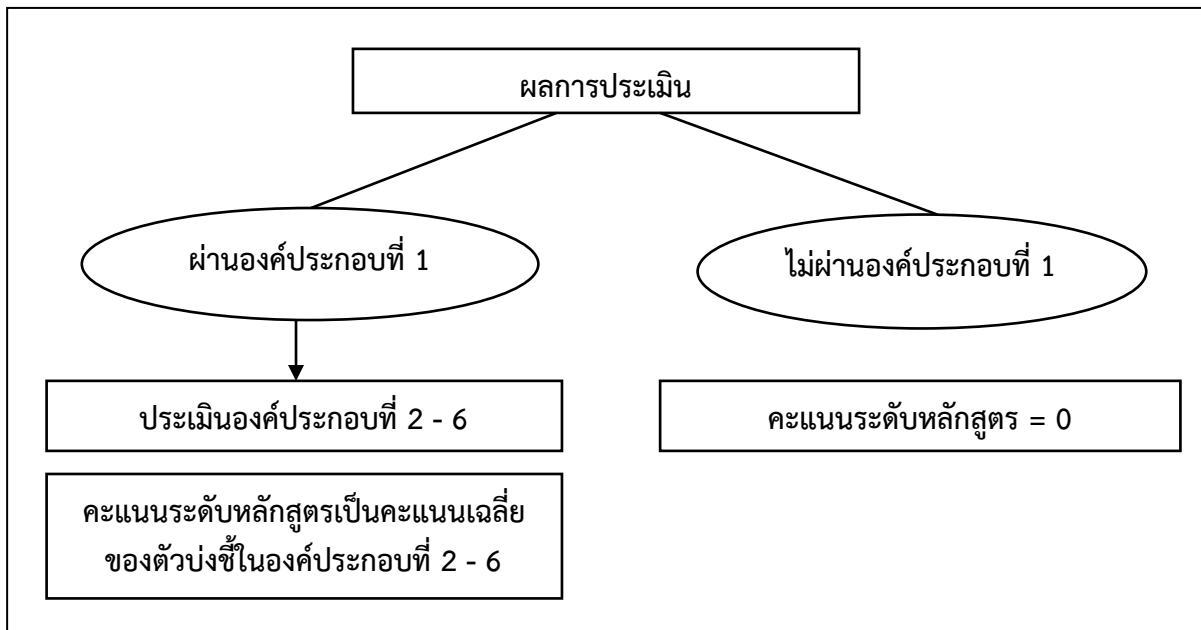 ผลการประเมิน
ผ่านองค์ประกอบที่ 1
ไม่ผ่านองค์ประกอบที่ 1
ประเมินองค์ประกอบที่ 2 - 6
คะแนนระดับหลักสูตร = 0
คะแนนระดับหลักสูตรเป็นคะแนนเฉลี่ย
ของตัวบ่งชี้ในองค์ประกอบที่ 2 - 6